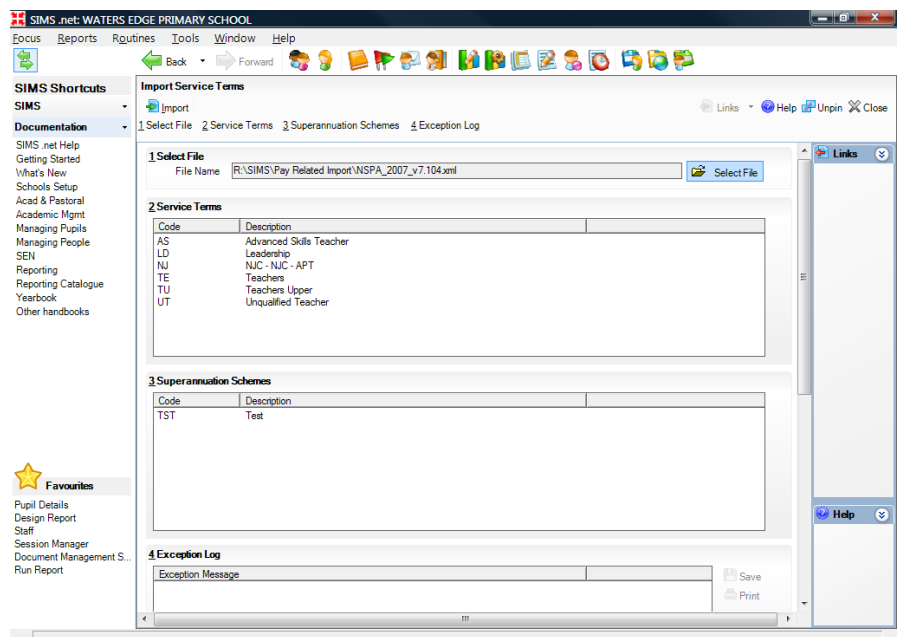 SIMS .net: WATERS EDGE PRIMARY SCHOOL
Focus Reports Routines Tools Window Help
Back Forward
SIMS Shortcuts
SIMS
Documentation
SIMS .net Help
Getting Started
What's New
Schools Setup
Acad & Pastoral
Academic Mgmt
Managing Pupils
Managing People
SEN
Reporting
Reporting Catalogue
Yearbook
Other handbooks
Favourites
Pupil Details
Design Report
Staff
Session Manager
Document Management S...
Run Report
Import Service Terms
Import Links Help Unpin Close
1 Select File 2 Service Terms 3 Superannuation Schemes 4 Exception Log
1 Select File
File Name R:\SIMS\Pay Related Import\NSPA_2007_v7.104.xml Select File
2 Service Terms
Code Description
AS Advanced Skills Teacher
LD Leadership
NJ NJC - NJC - APT
TE Teachers
TU Teachers Upper
UT Unqualified Teacher
3 Superannuation Schemes
Code Description
TST Test
4 Exception Log
Exception Message
Save
Print
Links
Help